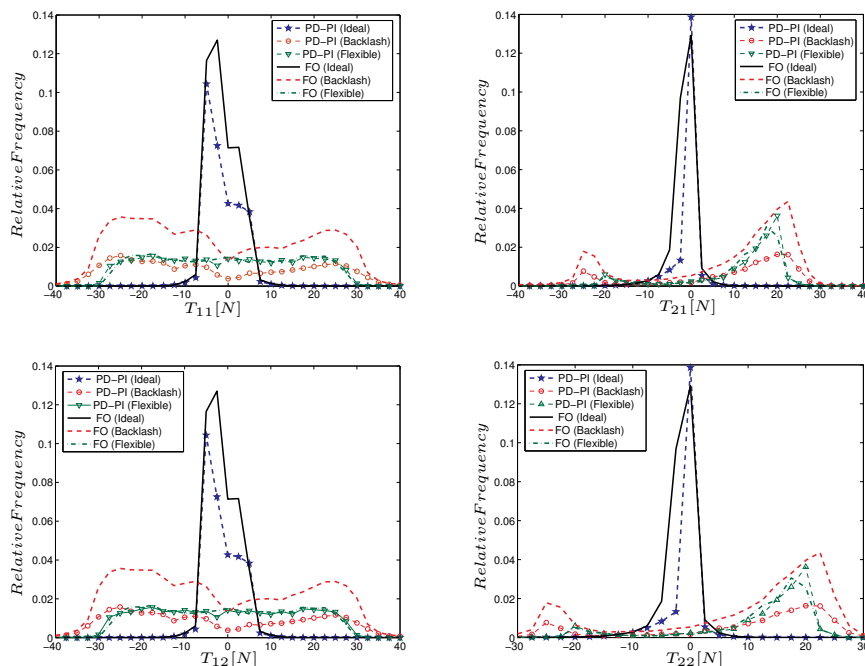 0.14
0.12
0.1
0.08
0.06
0.04
0.02
0
RelativeFrequency
PD−PI (Ideal)
PD−PI (Backlash)
PD−PI (Flexible)
FO (Ideal)
FO (Backlash)
FO (Flexible)
−40 −30 −20 −10 0 10 20 30 40
T11[N]
0.14
0.12
0.1
0.08
0.06
0.04
0.02
0
RelativeFrequency
PD−PI (Ideal)
PD−PI (Backlash)
PD−PI (Flexible)
FO (Ideal)
FO (Backlash)
FO (Flexible)
−40 −30 −20 −10 0 10 20 30 40
T21[N]
0.14
0.12
0.1
0.08
0.06
0.04
0.02
0
RelativeFrequency
PD−PI (Ideal)
PD−PI (Backlash)
PD−PI (Flexible)
FO (Ideal)
FO (Backlash)
FO (Flexible)
−40 −30 −20 −10 0 10 20 30 40
T12[N]
0.14
0.12
0.1
0.08
0.06
0.04
0.02
0
RelativeFrequency
PD−PI (Ideal)
PD−PI (Backlash)
PD−PI (Flexible)
FO (Ideal)
FO (Backlash)
FO (Flexible)
−30 −20 −10 0 10 20 30
T22[N]